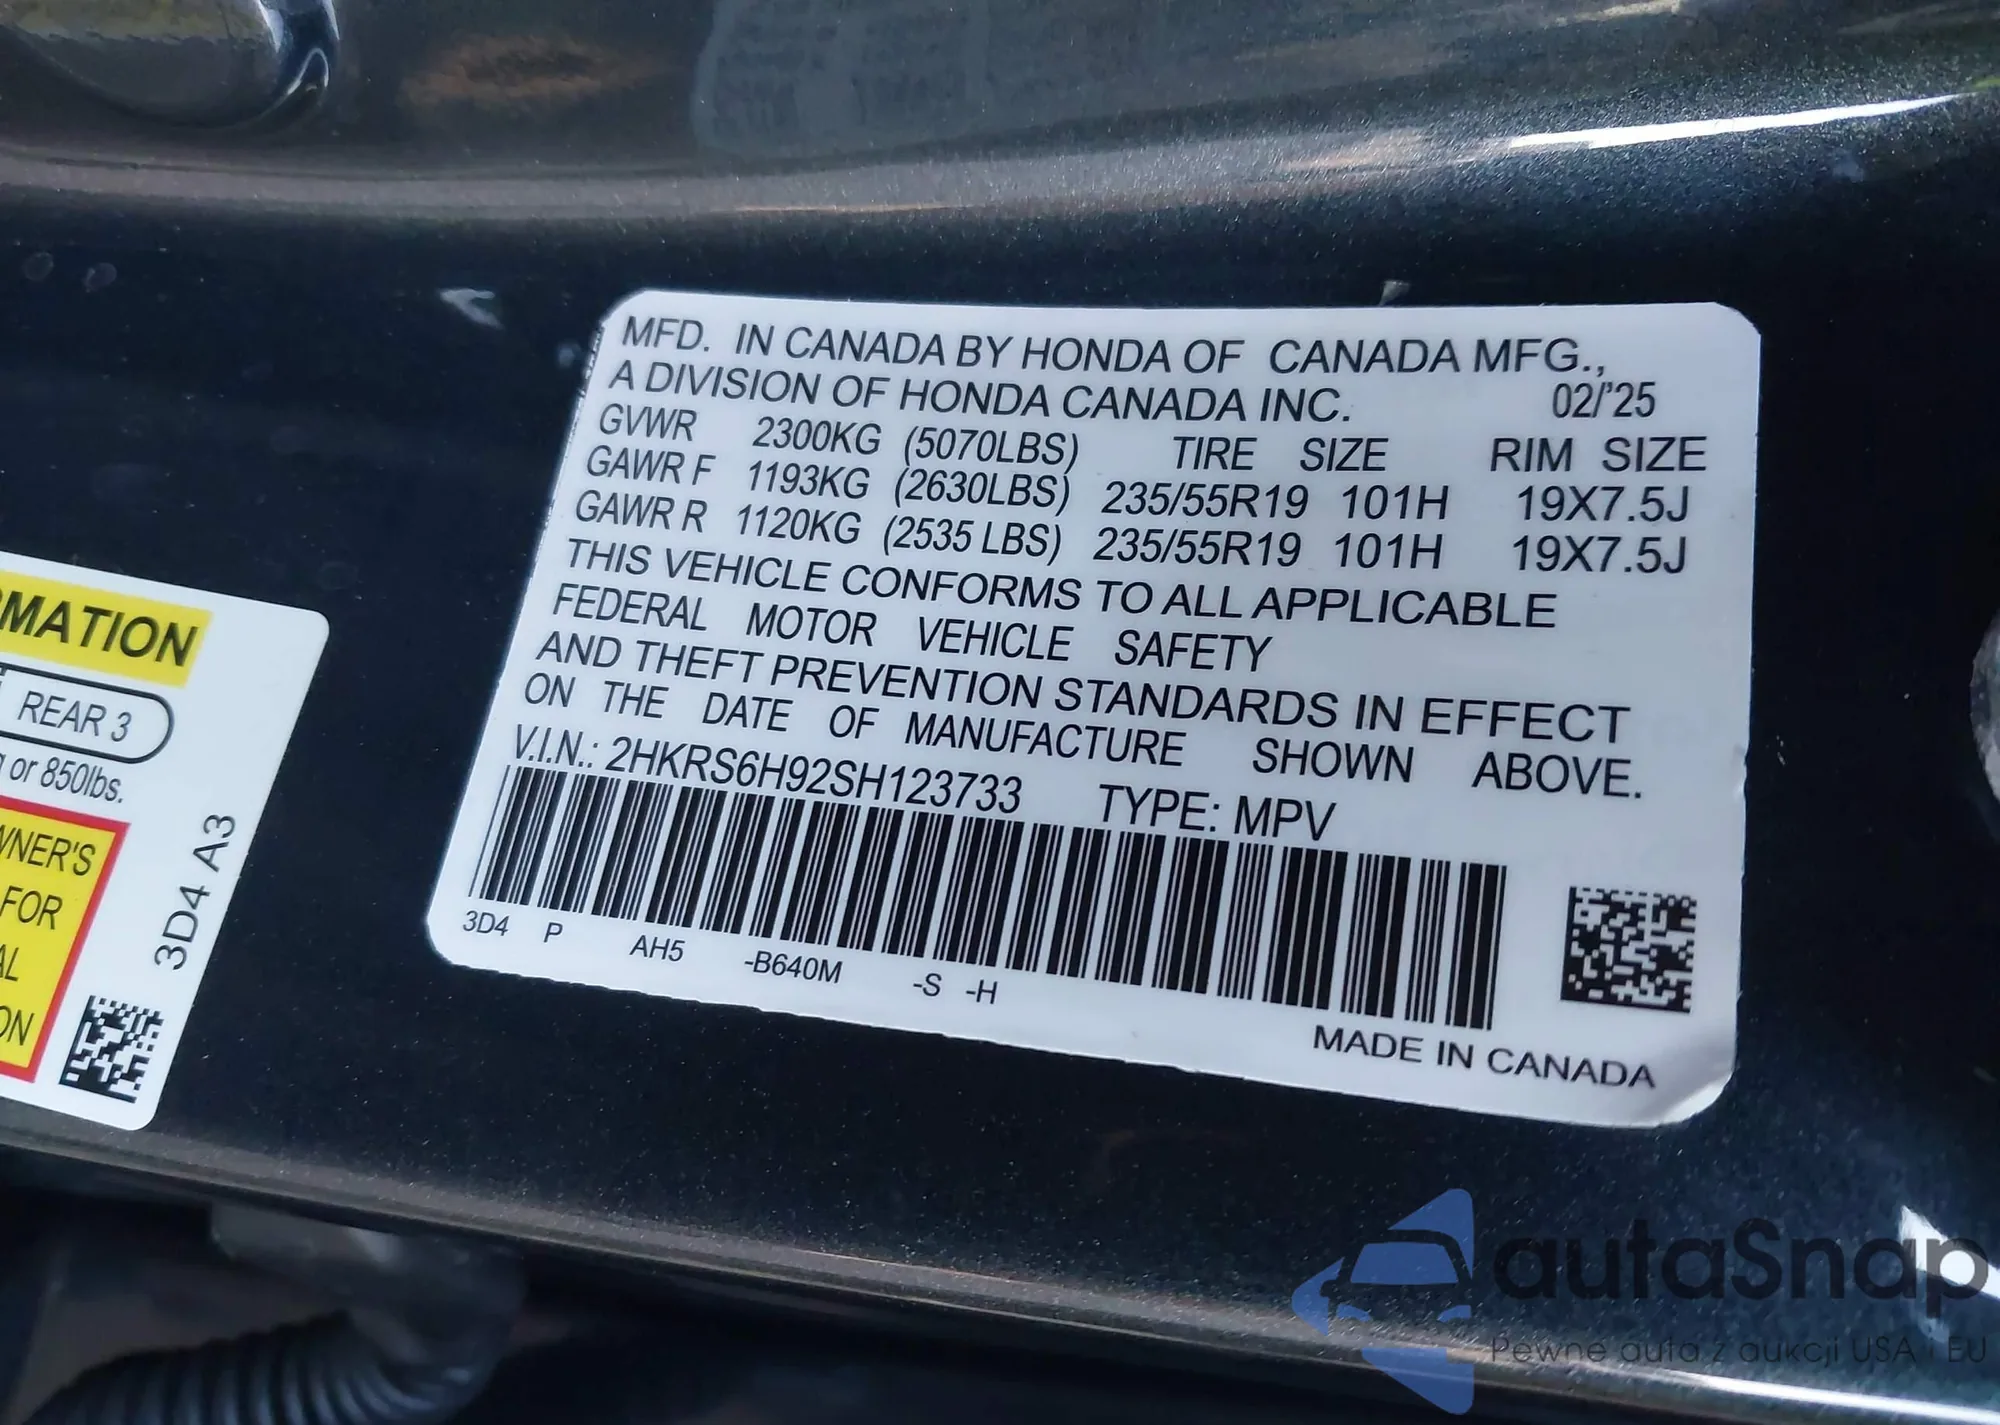 MFD. IN CANADA BY HONDA OF CANADA MFG.,
A DIVISION OF HONDA CANADA INC. 02/'25
GVWR 2300KG (5070LBS) TIRE SIZE RIM SIZE
GAWR F 1193KG (2630LBS) 235/55R19 101H 19X7.5J
GAWR R 1120KG (2535 LBS) 235/55R19 101H 19X7.5J
THIS VEHICLE CONFORMS TO ALL APPLICABLE
FEDERAL MOTOR VEHICLE SAFETY
AND THEFT PREVENTION STANDARDS IN EFFECT
ON THE DATE OF MANUFACTURE SHOWN ABOVE.
V.I.N.: 2HKRS6H92SH123733 TYPE: MPV
3D4 P AH5 -B640M -S -H
MADE IN CANADA
RMATION
REAR 3
or 850lbs.
WNER'S
FOR
AL
ON
3D4 A3
autaSnap
Pewne auta z aukcji USA i EU